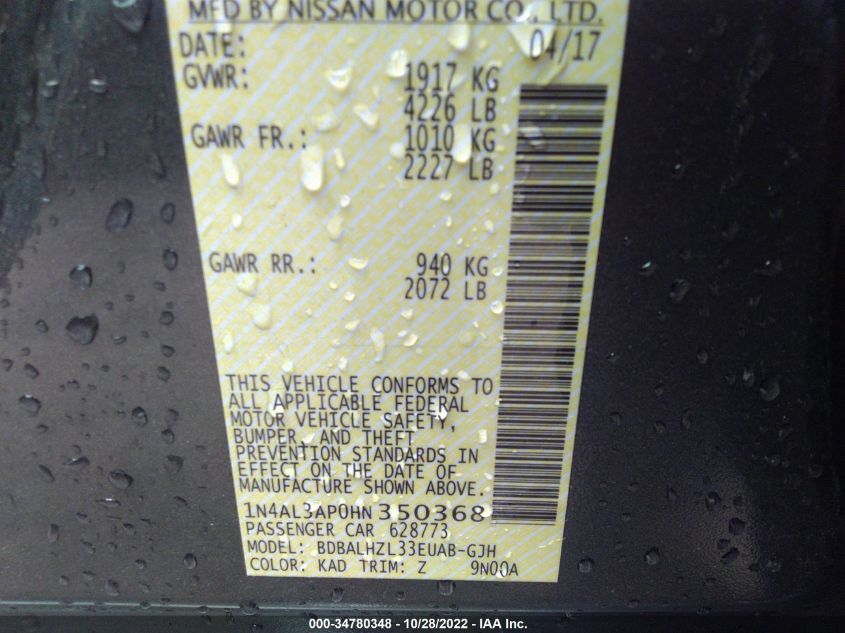 MFD BY NISSAN MOTOR CO., LTD.
DATE: 04/17
GVWR: 1917 KG
4226 LB
GAWR FR.: 1010 KG
2227 LB
GAWR RR.: 940 KG
2072 LB
THIS VEHICLE CONFORMS TO
ALL APPLICABLE FEDERAL
MOTOR VEHICLE SAFETY,
BUMPER, AND THEFT
PREVENTION STANDARDS IN
EFFECT ON THE DATE OF
MANUFACTURE SHOWN ABOVE.
1N4AL3AP0HN350368
PASSENGER CAR 628773
MODEL: BDBALHZL33EUAB-GJH
COLOR: KAD TRIM: Z 9N00A
000-34780348 - 10/28/2022 - IAA Inc.